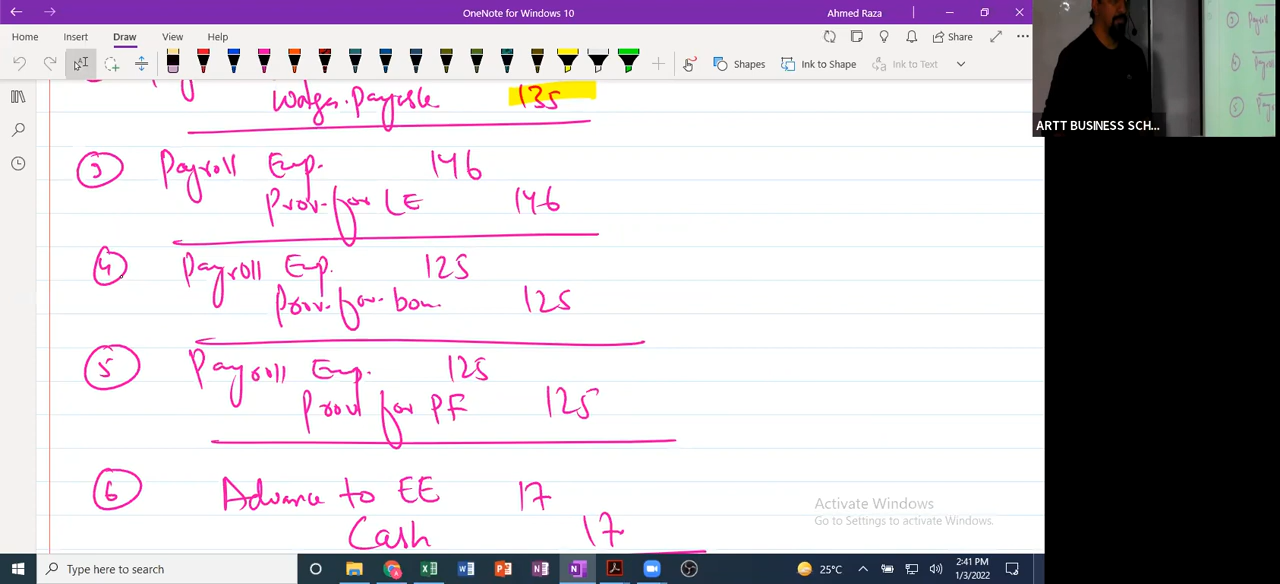 OneNote for Windows 10
Ahmed Raza
Home Insert Draw View Help
Share
Shapes Ink to Shape Ink to Text
Wages Payable 135
ARTT BUSINESS SCH...
3 Payroll Exp. 146
Prov. for LE 146
4 Payroll Exp. 125
Prov. for bon. 125
5 Payroll Exp. 125
Prov for PF 125
6 Advance to EE 17
Cash 17
Activate Windows
Go to Settings to activate Windows.
Type here to search
25°C
2:41 PM
1/3/2022